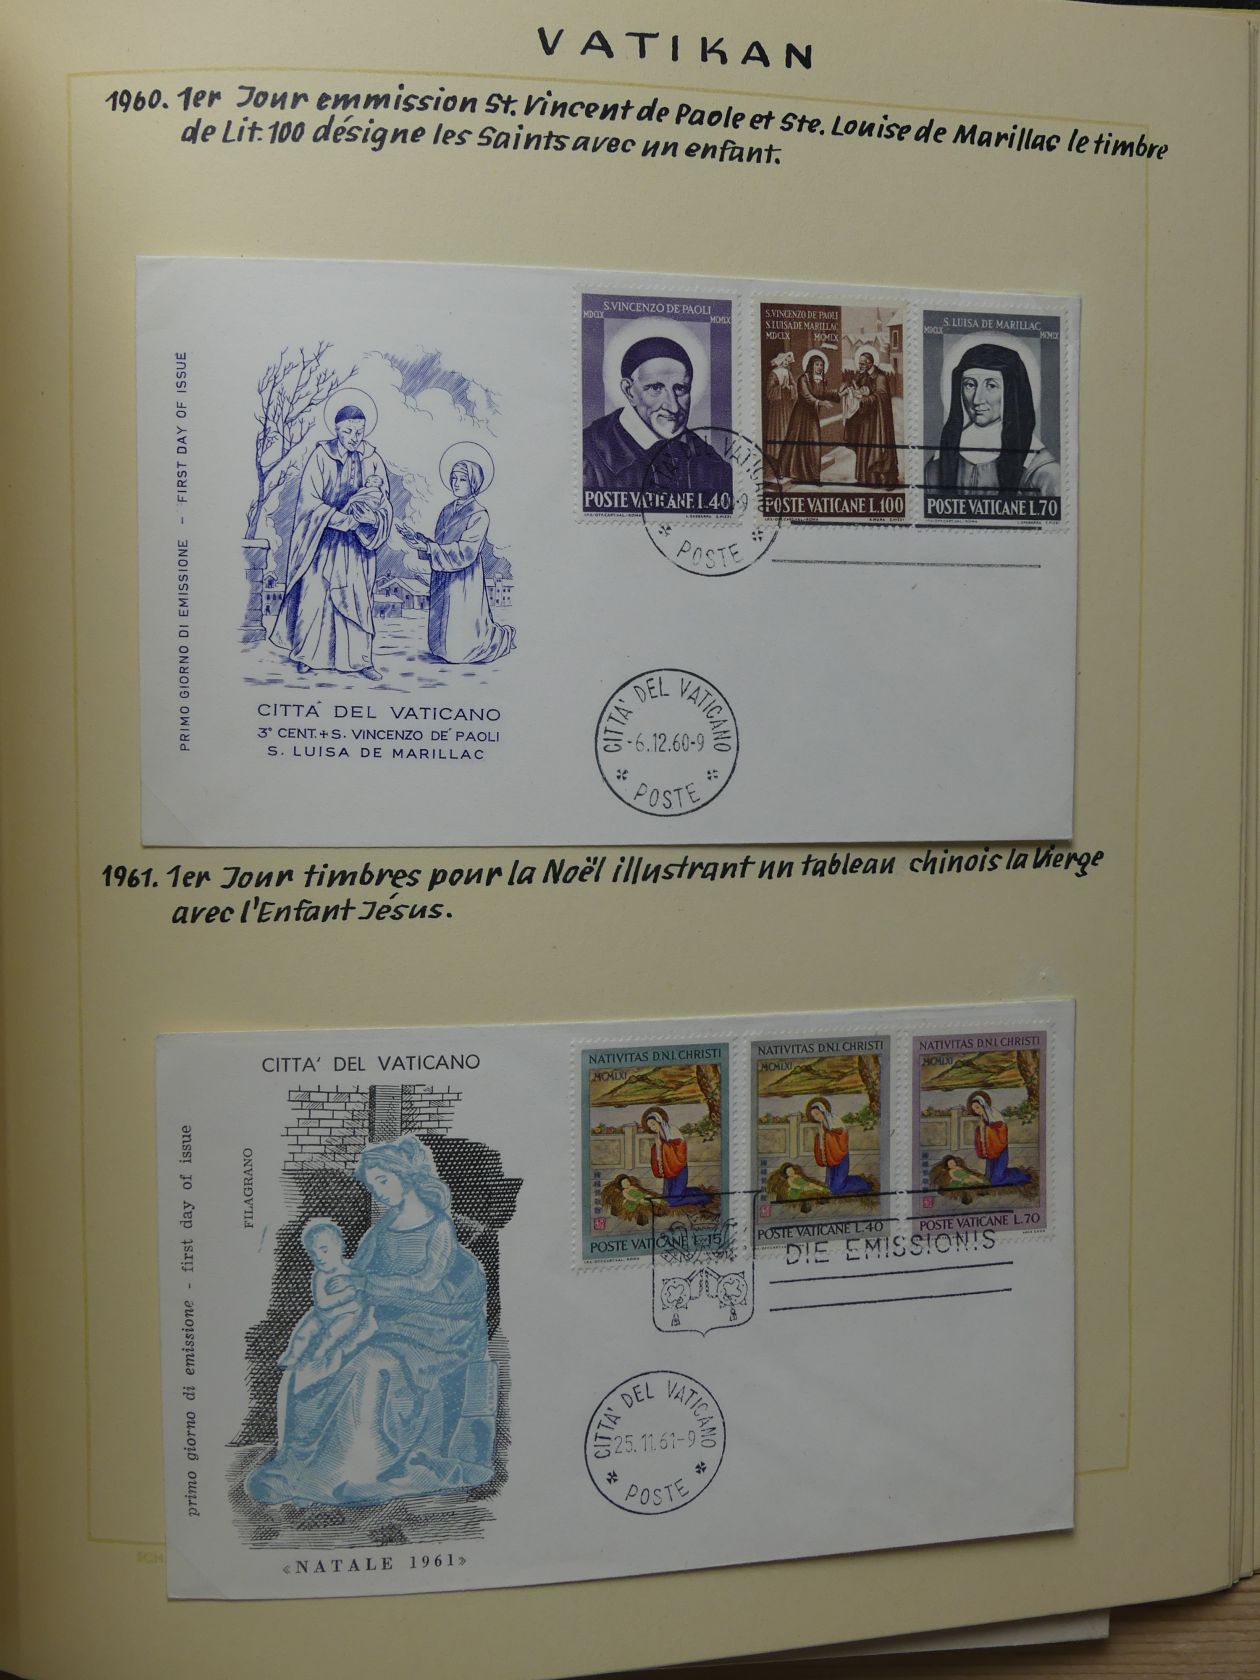 VATIKAN
1960. 1er Jour emmission St. Vincent de Paole et Ste. Louise de Marillac le timbre
de Lit. 100 désigne les Saints avec un enfant.
PRIMO GIORNO DI EMISSIONE - FIRST DAY OF ISSUE
CITTÀ DEL VATICANO
3° CENT. + S. VINCENZO DE' PAOLI
S. LUISA DE MARILLAC
S. VINCENZO DE PAOLI
MDCLX MCMLX
POSTE VATICANE L.40
S. VINCENZO DE PAOLI
S. LUISA DE MARILLAC
MDCLX MCMLX
POSTE VATICANE L.100
S. LUISA DE MARILLAC
MDCLX MCMLX
POSTE VATICANE L.70
POSTE
CITTA' DEL VATICANO
-6.12.60-9
POSTE
1961. 1er Jour timbres pour la Noël illustrant un tableau chinois la Vierge
avec l'Enfant Jésus.
CITTA' DEL VATICANO
FILAGRANO
primo giorno di emissione - first day of issue
«NATALE 1961»
NATIVITAS D.N.I. CHRISTI
MCMLXI
POSTE VATICANE L.15
NATIVITAS D.N.I. CHRISTI
MCMLXI
POSTE VATICANE L.40
NATIVITAS D.N.I. CHRISTI
MCMLXI
POSTE VATICANE L.70
DIE EMISSIONIS
CITTA' DEL VATICANO
25.11.61-9
POSTE